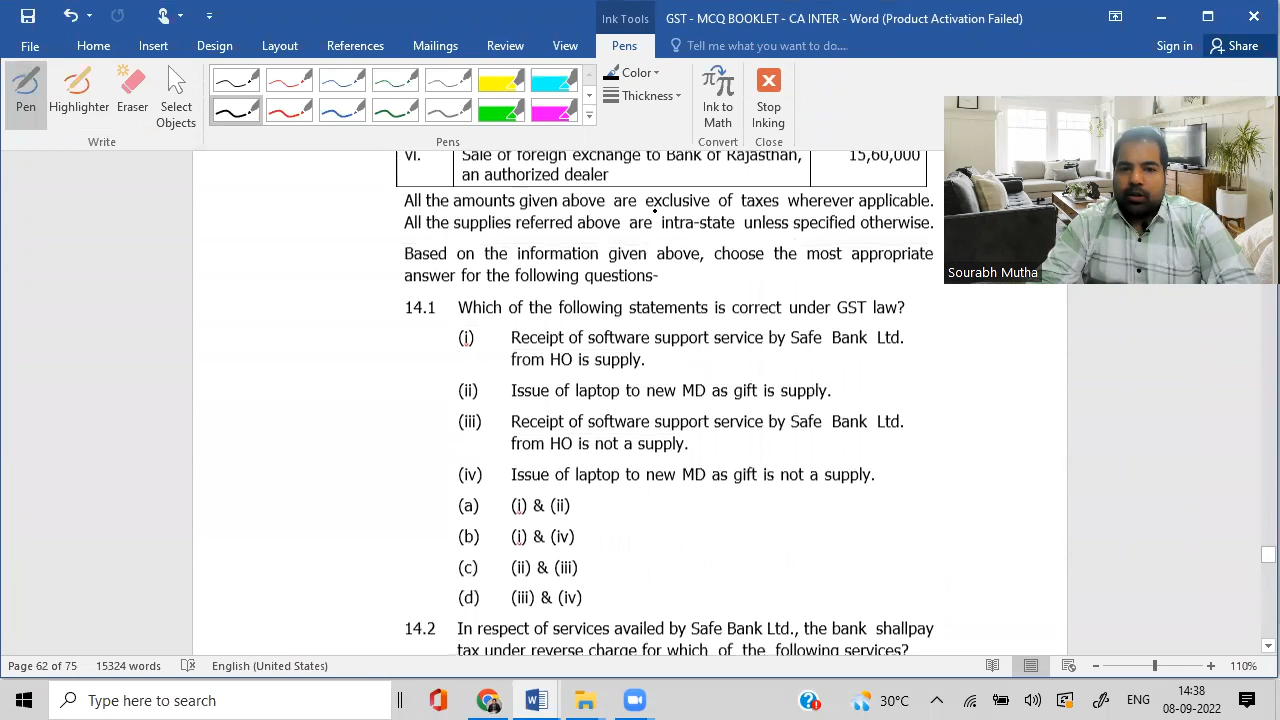 Ink Tools
GST - MCQ BOOKLET - CA INTER - Word (Product Activation Failed)
File Home Insert Design Layout References Mailings Review View Pens Tell me what you want to do.... Sign in Share
Pen Highlighter Eraser Select Objects
Color
Thickness
Ink to Math
Stop Inking
Write Pens Convert Close
vi. Sale of foreign exchange to Bank of Rajasthan, 15,60,000
an authorized dealer
All the amounts given above are exclusive of taxes wherever applicable.
All the supplies referred above are intra-state unless specified otherwise.
Based on the information given above, choose the most appropriate
answer for the following questions-
14.1 Which of the following statements is correct under GST law?
(i) Receipt of software support service by Safe Bank Ltd.
from HO is supply.
(ii) Issue of laptop to new MD as gift is supply.
(iii) Receipt of software support service by Safe Bank Ltd.
from HO is not a supply.
(iv) Issue of laptop to new MD as gift is not a supply.
(a) (i) & (ii)
(b) (i) & (iv)
(c) (ii) & (iii)
(d) (iii) & (iv)
14.2 In respect of services availed by Safe Bank Ltd., the bank shallpay
tax under reverse charge for which of the following services?
Sourabh Mutha
Page 62 of 75 15324 words English (United States) 110%
Type here to search 30°C ENG 14:38
08-09-2022